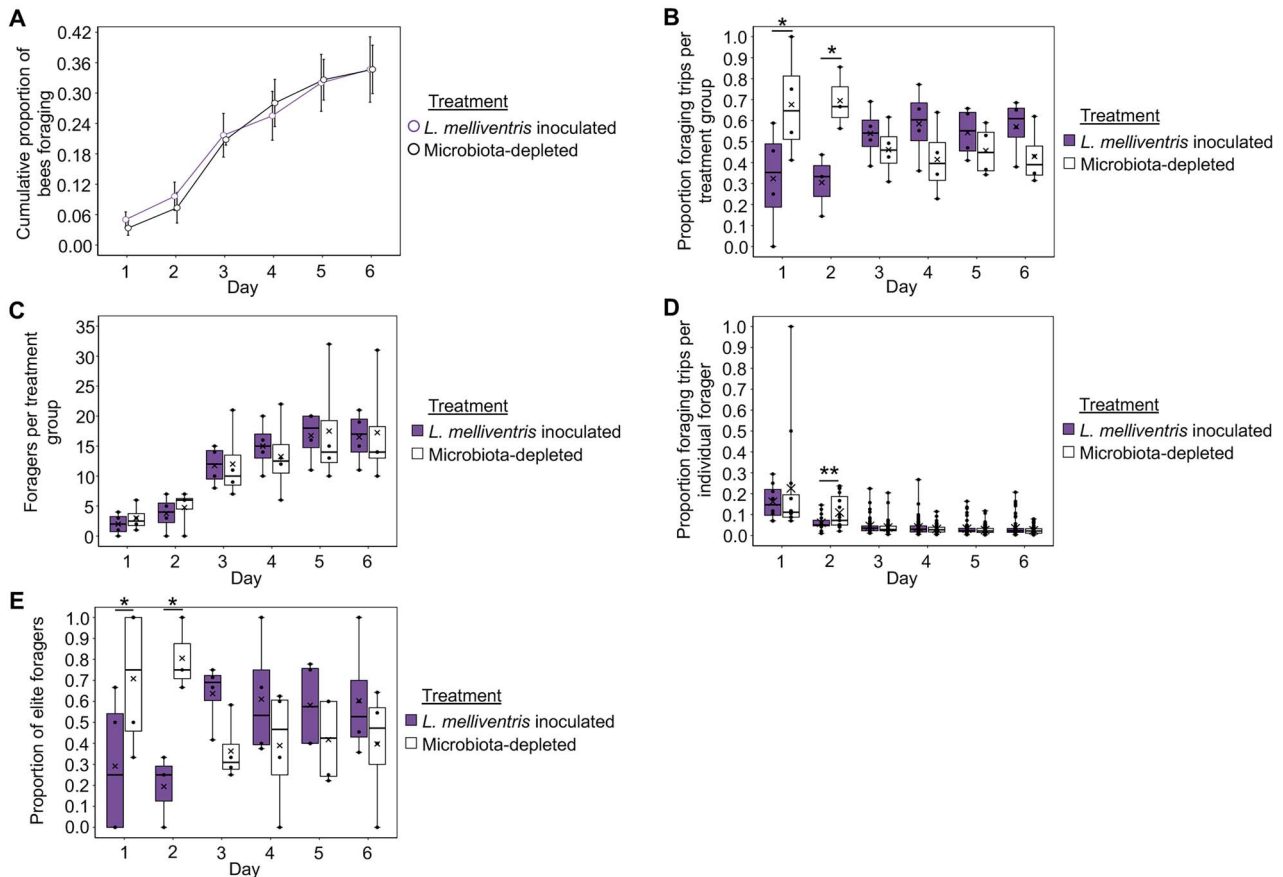 A
0.42
0.36
0.30
0.24
0.18
0.12
0.06
0.00
Cumulative proportion of
bees foraging
1 2 3 4 5 6
Day
Treatment
L. melliventris inoculated
Microbiota-depleted
B
* *
1.0
0.9
0.8
0.7
0.6
0.5
0.4
0.3
0.2
0.1
0.0
Proportion foraging trips per
treatment group
1 2 3 4 5 6
Day
Treatment
L. melliventris inoculated
Microbiota-depleted
C
35
30
25
20
15
10
5
0
Foragers per treatment
group
1 2 3 4 5 6
Day
Treatment
L. melliventris inoculated
Microbiota-depleted
D
**
1.0
0.9
0.8
0.7
0.6
0.5
0.4
0.3
0.2
0.1
0.0
Proportion foraging trips per
individual forager
1 2 3 4 5 6
Day
Treatment
L. melliventris inoculated
Microbiota-depleted
E
* *
1.0
0.9
0.8
0.7
0.6
0.5
0.4
0.3
0.2
0.1
0.0
Proportion of elite foragers
1 2 3 4 5 6
Day
Treatment
L. melliventris inoculated
Microbiota-depleted